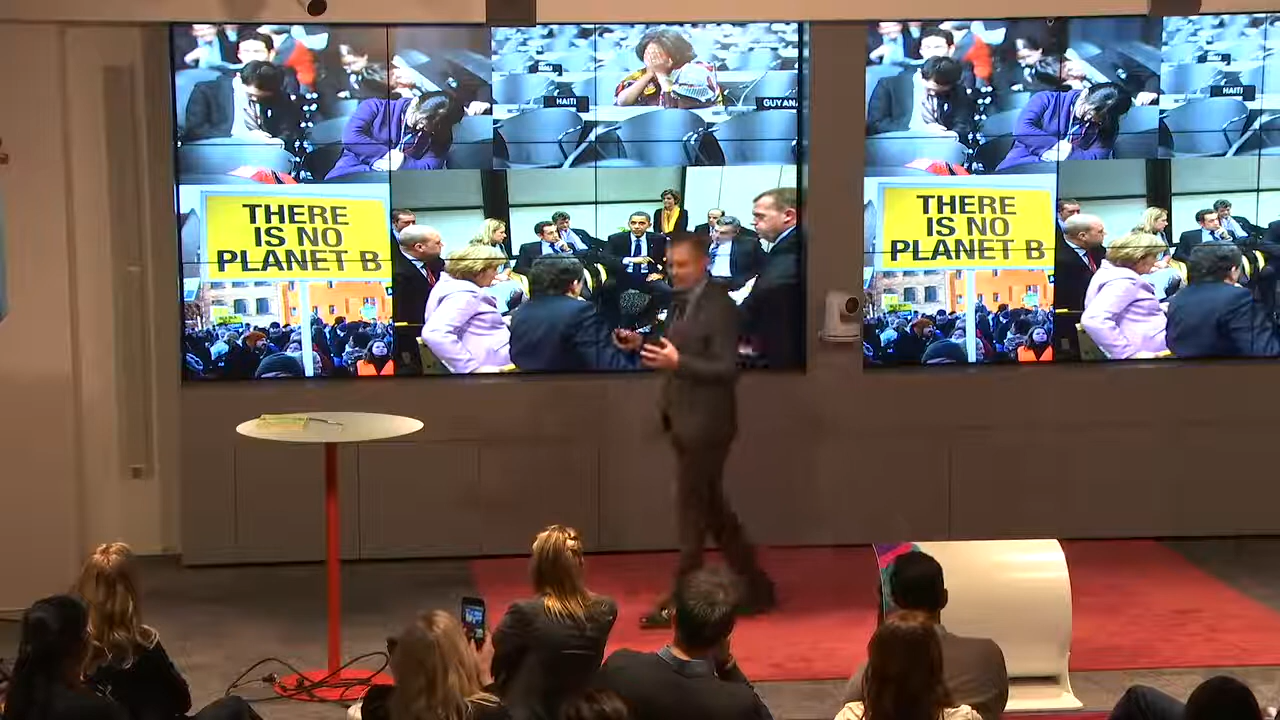 HAITI
GUYANA
HAITI
THERE
IS NO
PLANET B
THERE
IS NO
PLANET B